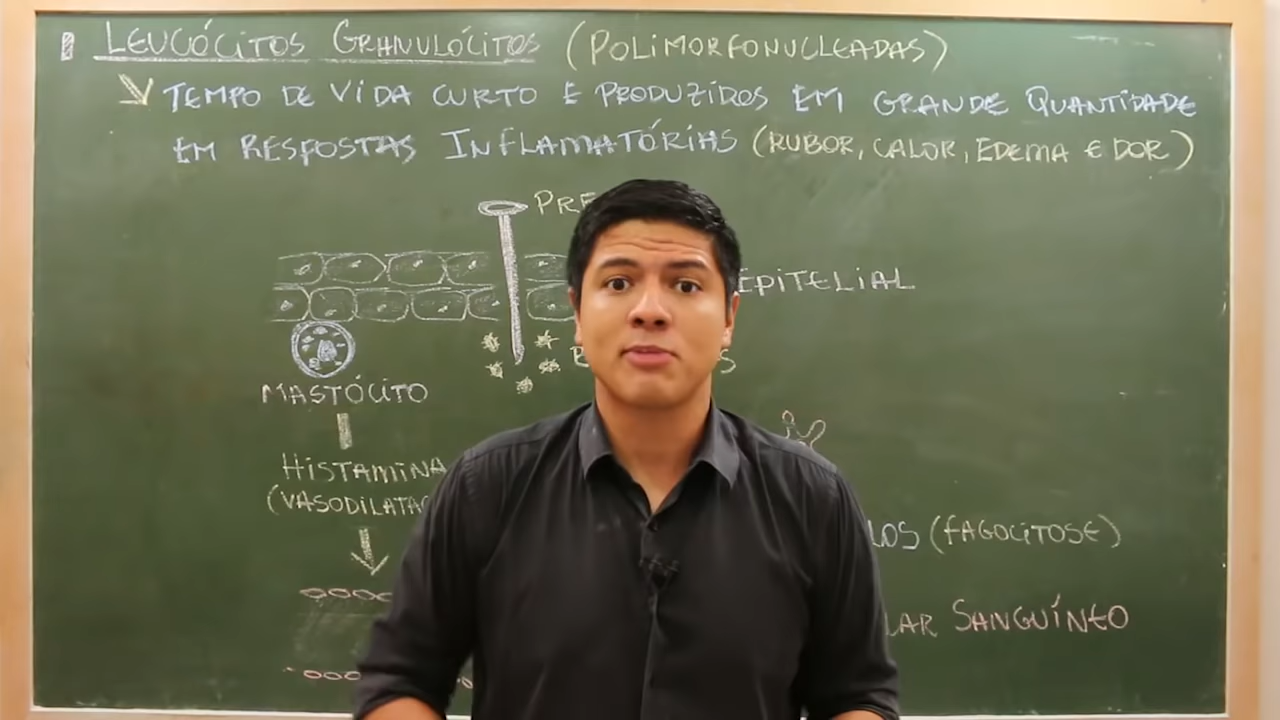 LEUCÓCITOS GRANULÓCITOS (POLIMORFONUCLEADAS)
TEMPO DE VIDA CURTO E PRODUZIDOS EM GRANDE QUANTIDADE
EM RESPOSTAS INFLAMATÓRIAS (RUBOR, CALOR, EDEMA E DOR)
PRE
EPITELIAL
MASTÓCITO
HISTAMINA
(VASODILATAÇ
LOS (FAGOCITOSE)
LAR SANGUÍNEO